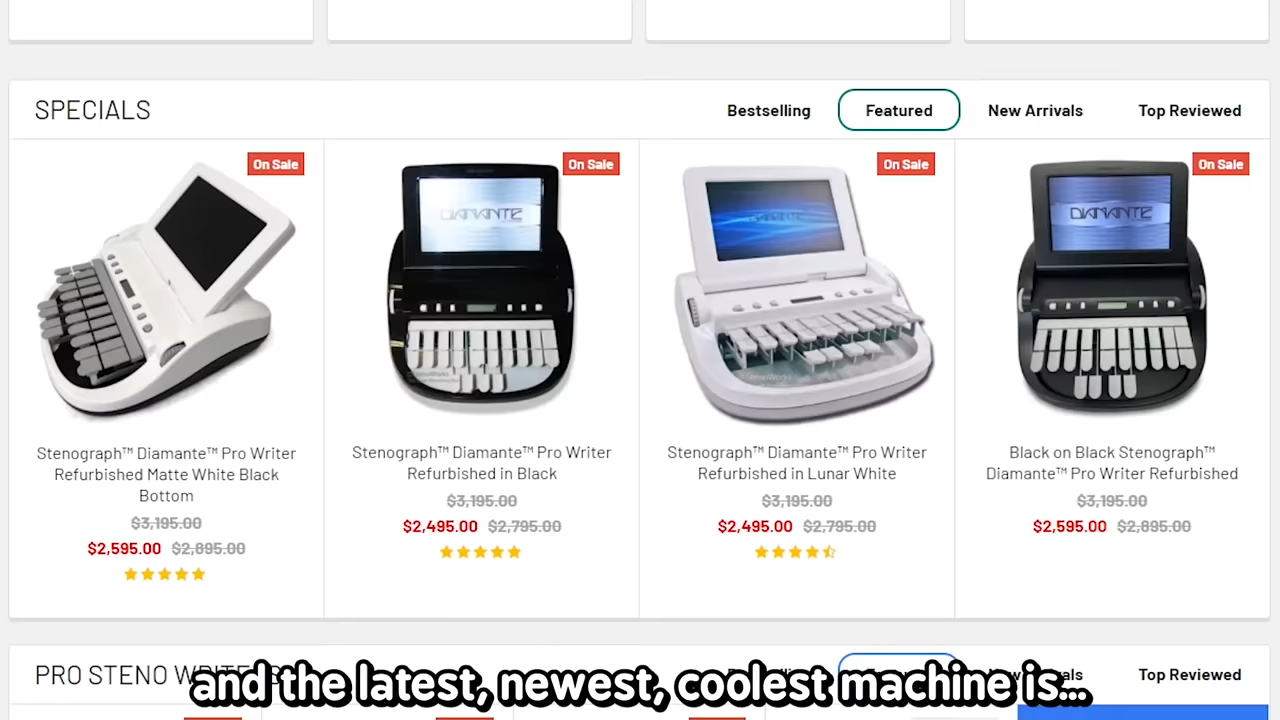 SPECIALS
Bestselling
Featured
New Arrivals
Top Reviewed
On Sale
On Sale
On Sale
On Sale
DIAMANTE
DIAMANTE
DIAMANTE
Stenograph™ Diamante™ Pro Writer
Refurbished Matte White Black
Bottom
$3,195.00
$2,595.00 $2,895.00
Stenograph™ Diamante™ Pro Writer
Refurbished in Black
$3,195.00
$2,495.00 $2,795.00
Stenograph™ Diamante™ Pro Writer
Refurbished in Lunar White
$3,195.00
$2,495.00 $2,795.00
Black on Black Stenograph™
Diamante™ Pro Writer Refurbished
$3,195.00
$2,595.00 $2,895.00
PRO STENO
Top Reviewed
and the latest, newest, coolest machine is...